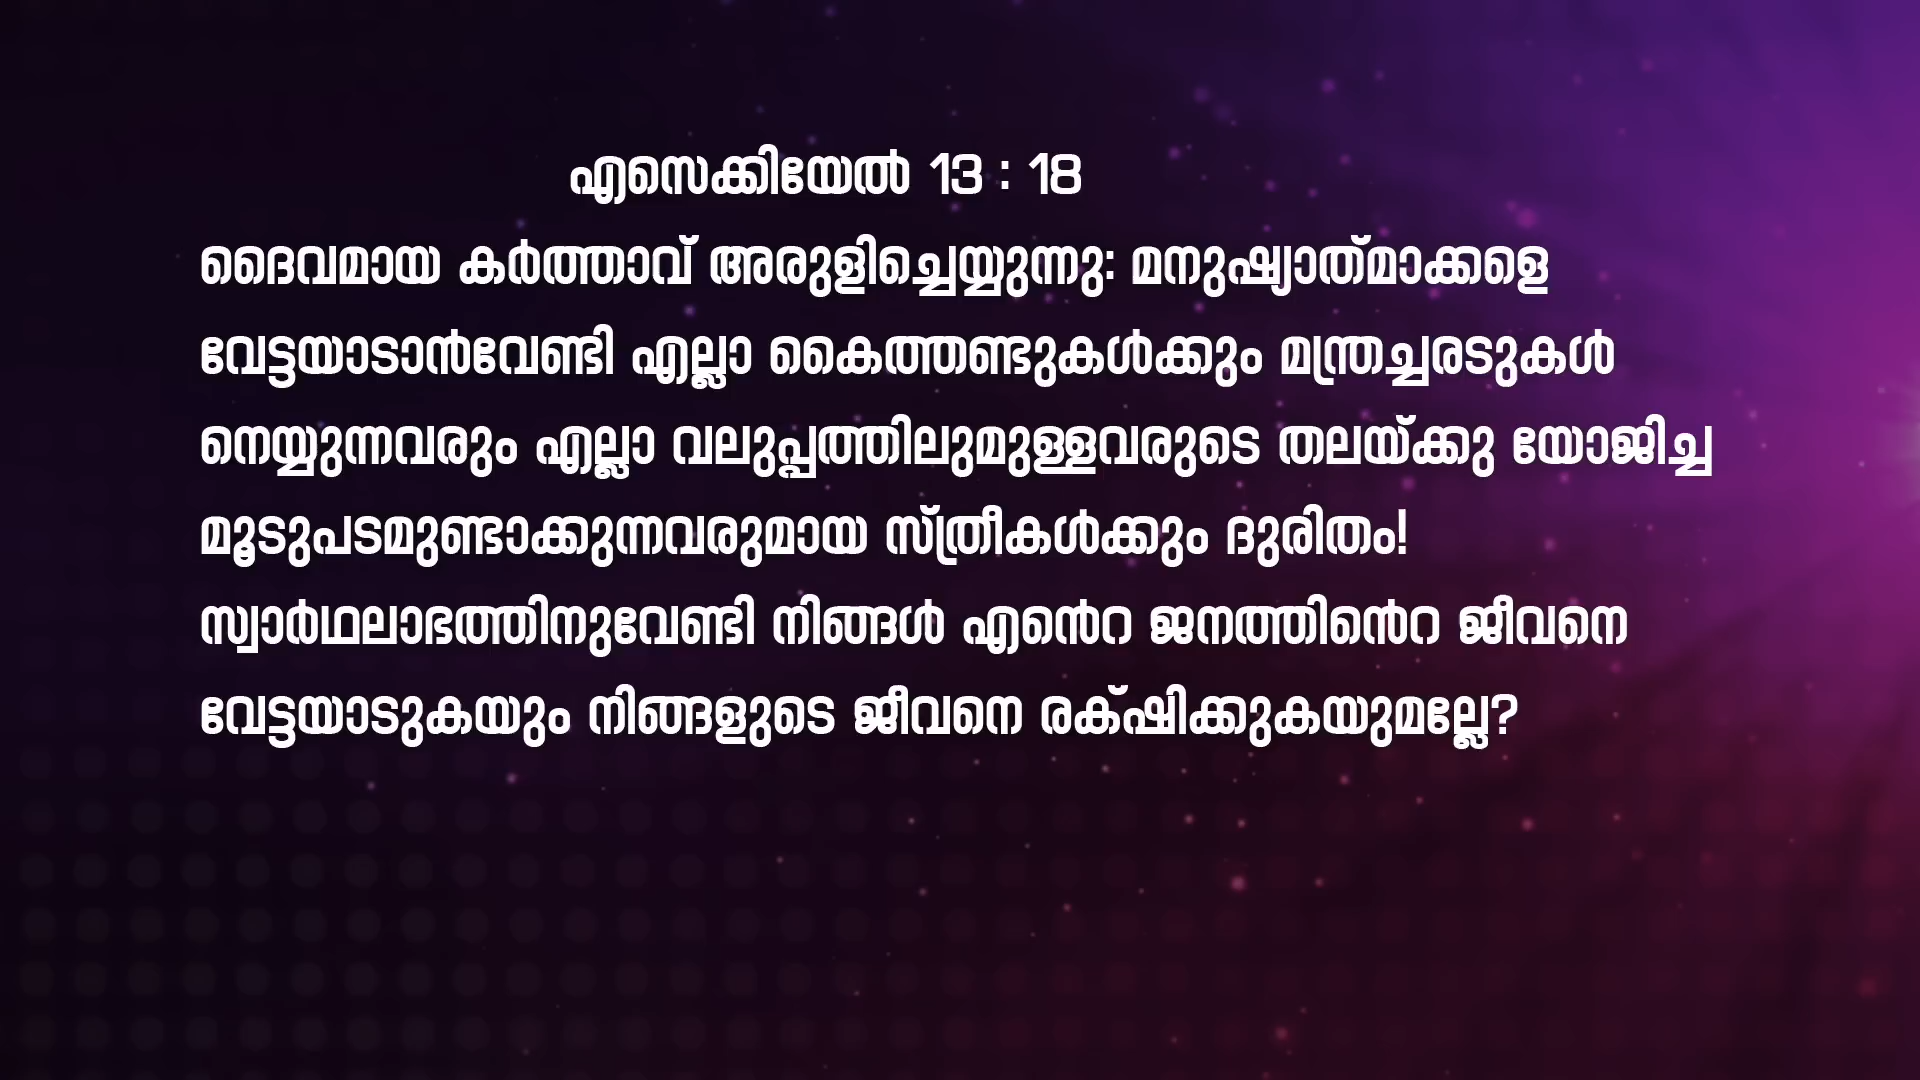 എസെക്കിയേൽ 13 : 18
ദൈവമായ കർത്താവ് അരുളിച്ചെയ്യുന്നു: മനുഷ്യാത്‌മാക്കളെ
വേട്ടയാടാൻവേണ്ടി എല്ലാ കൈത്തണ്ടുകൾക്കും മന്ത്രച്ചരടുകൾ
നെയ്യുന്നവരും എല്ലാ വലുപ്പത്തിലുമുള്ളവരുടെ തലയ്ക്കു യോജിച്ച
മൂടുപടമുണ്ടാക്കുന്നവരുമായ സ്ത്രീകൾക്കും ദുരിതം!
സ്വാർഥലാഭത്തിനുവേണ്ടി നിങ്ങൾ എൻെറ ജനത്തിൻെറ ജീവനെ
വേട്ടയാടുകയും നിങ്ങളുടെ ജീവനെ രക്‌ഷിക്കുകയുമല്ലേ?